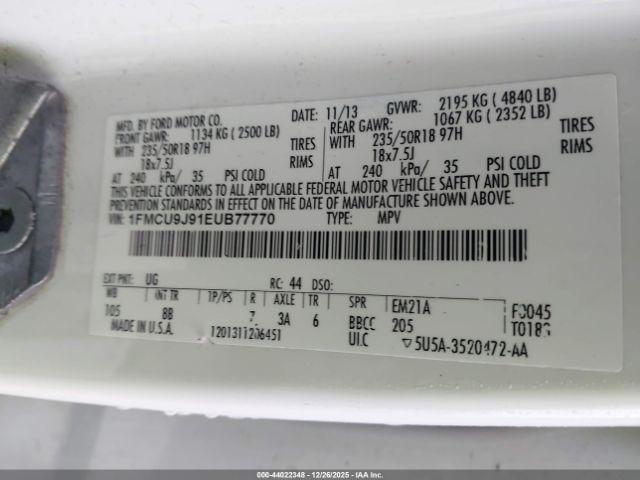 MFD. BY FORD MOTOR CO.
DATE: 11/13 GVWR: 2195 KG ( 4840 LB)
FRONT GAWR: 1134 KG ( 2500 LB) REAR GAWR: 1067 KG ( 2352 LB)
WITH 235/50R18 97H TIRES WITH 235/50R18 97H TIRES
18x7.5J RIMS 18x7.5J RIMS
AT 240 kPa/ 35 PSI COLD AT 240 kPa/ 35 PSI COLD
THIS VEHICLE CONFORMS TO ALL APPLICABLE FEDERAL MOTOR VEHICLE SAFETY AND THEFT
PREVENTION STANDARDS IN EFFECT ON THE DATE OF MANUFACTURE SHOWN ABOVE.
VIN: 1FMCU9J91EUB77770 TYPE: MPV
EXT PNT: UG RC: 44 DSO:
WB INT TR TP/PS R AXLE TR SPR EM21A F0045
105 8B 7 3A 6 BBCC 205
MADE IN U.S.A. UIC ▽5U5A-3520472-AA
000-44022348 - 12/26/2025 - IAAI.COM